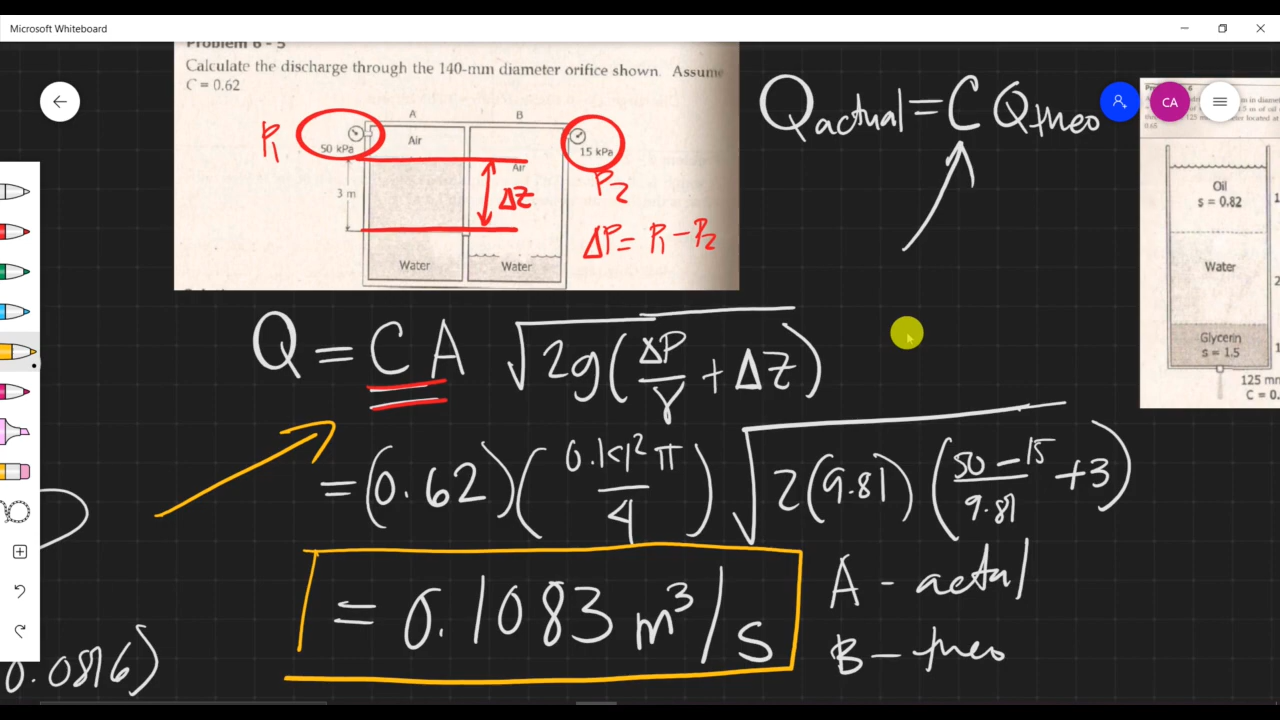 Microsoft Whiteboard
Problem 6 - 5
Calculate the discharge through the 140-mm diameter orifice shown. Assume
C = 0.62
A
B
P1
50 kPa
Air
15 kPa
Air
P2
3 m
ΔZ
ΔP = P1 - P2
Water
Water
Qactual = C Qtheo
CA
Oil
s = 0.82
Water
Glycerin
s = 1.5
125 mm
Q = CA √2g(ΔP/γ + ΔZ)
= (0.62)(0.14²π/4) √2(9.81)(50-15/9.81 + 3)
= 0.1083 m³/s
A - actual
B - theo
0.0816)